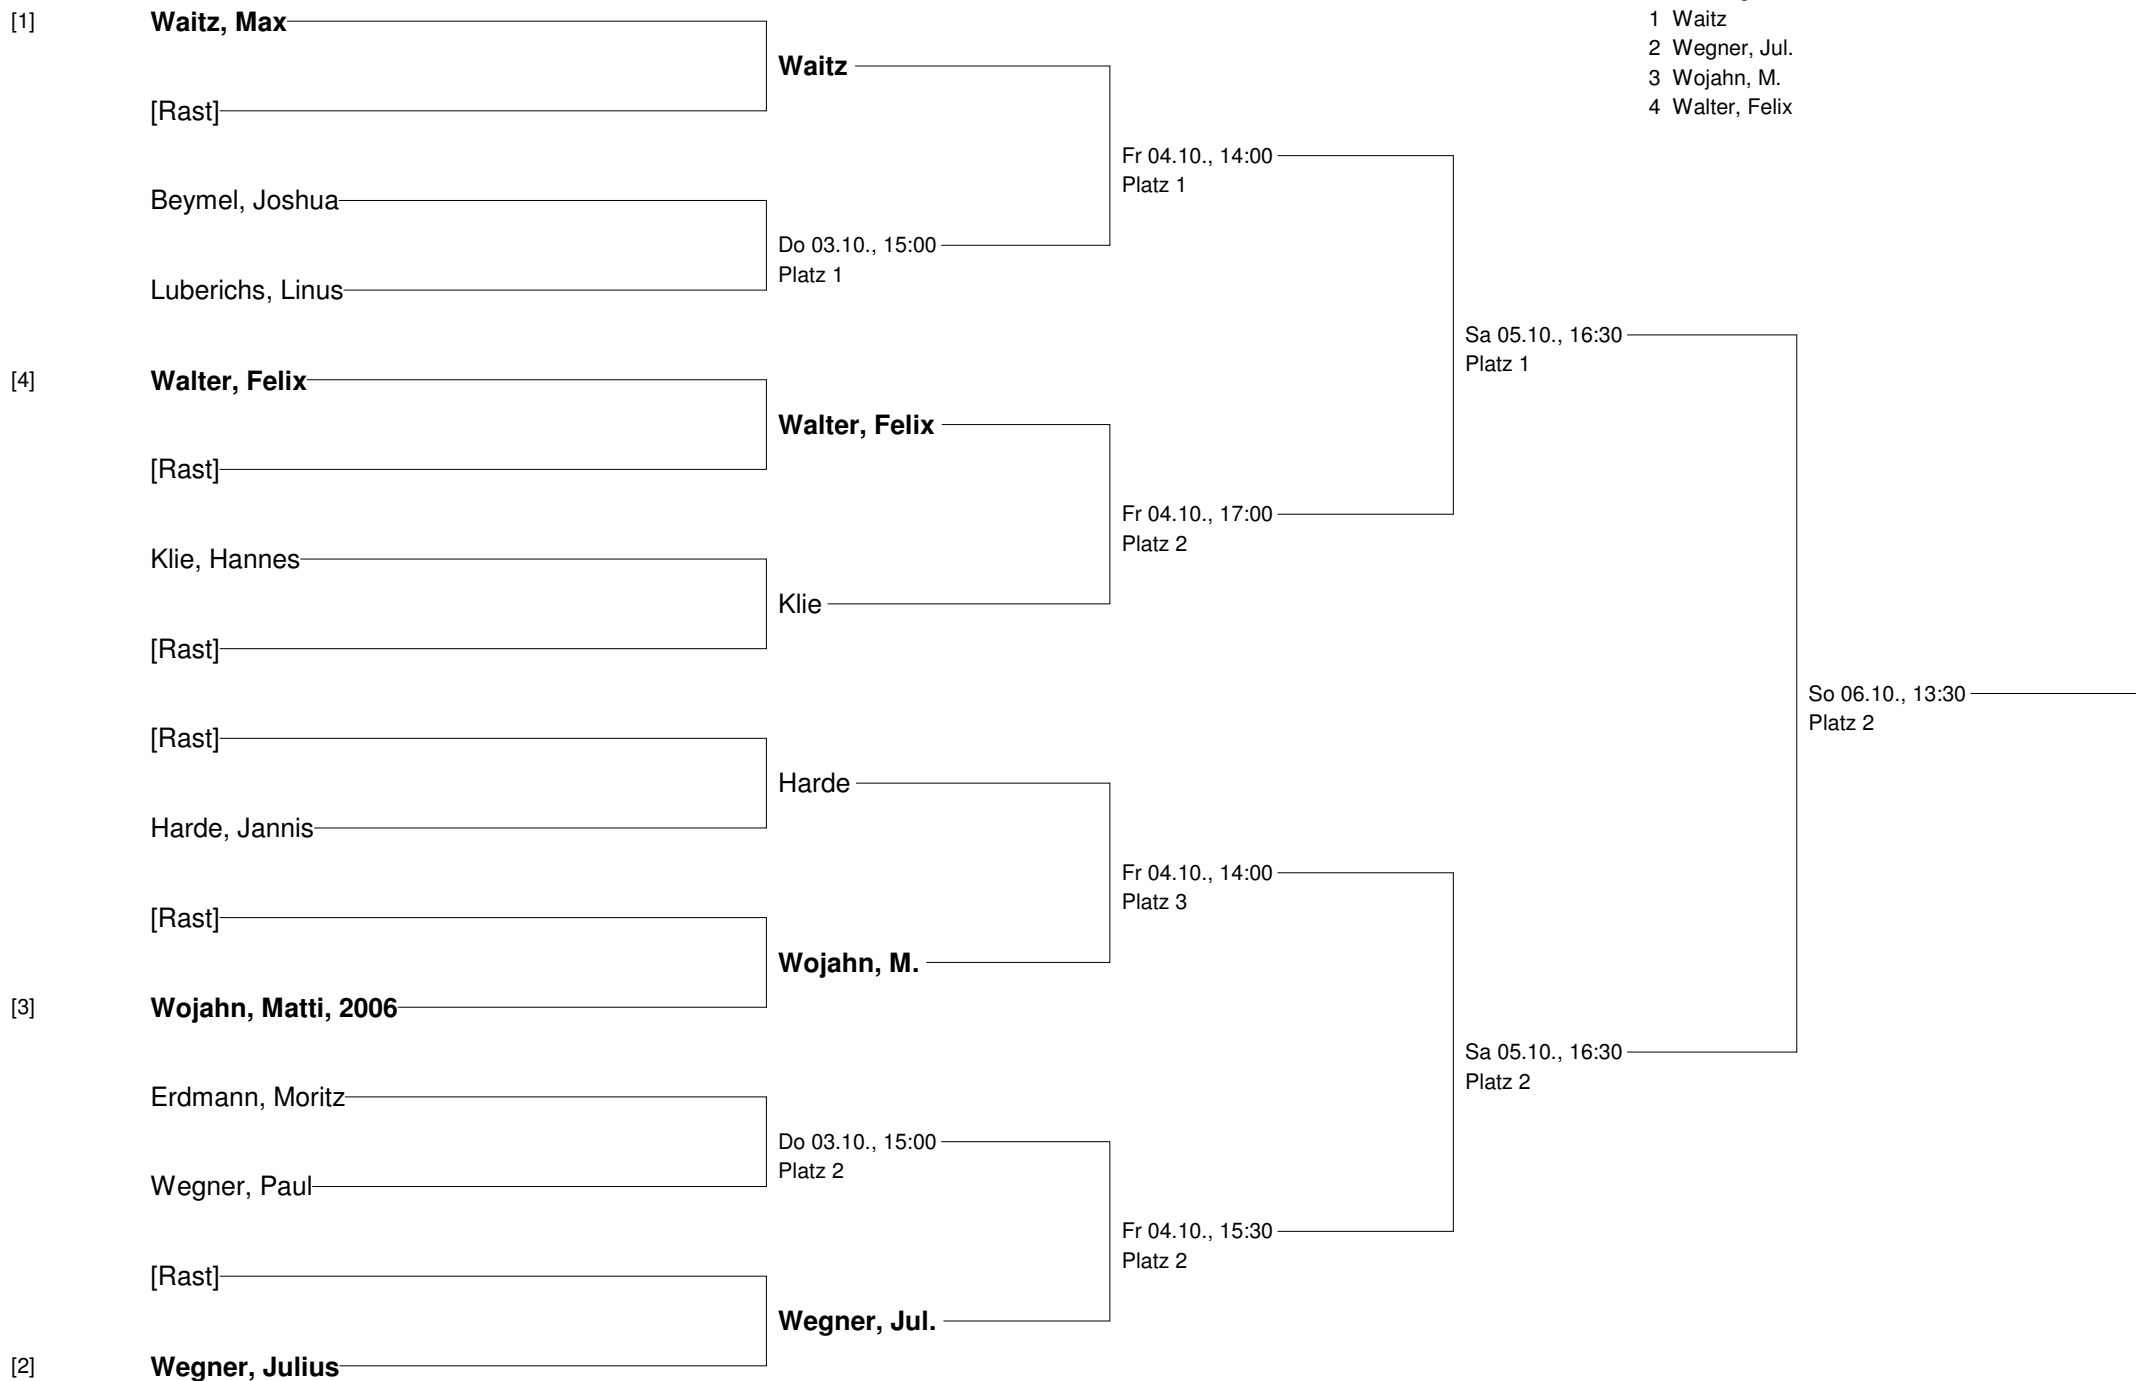 [1]
Waitz, Max
1 Waitz
2 Wegner, Jul.
3 Wojahn, M.
4 Walter, Felix
Waitz
[Rast]
Fr 04.10., 14:00
Platz 1
Beymel, Joshua
Do 03.10., 15:00
Platz 1
Luberichs, Linus
Sa 05.10., 16:30
Platz 1
[4]
Walter, Felix
Walter, Felix
[Rast]
Fr 04.10., 17:00
Platz 2
Klie, Hannes
Klie
[Rast]
So 06.10., 13:30
Platz 2
[Rast]
Harde
Harde, Jannis
Fr 04.10., 14:00
Platz 3
[Rast]
Wojahn, M.
[3]
Wojahn, Matti, 2006
Sa 05.10., 16:30
Platz 2
Erdmann, Moritz
Do 03.10., 15:00
Platz 2
Wegner, Paul
Fr 04.10., 15:30
Platz 2
[Rast]
Wegner, Jul.
[2]
Wegner, Julius